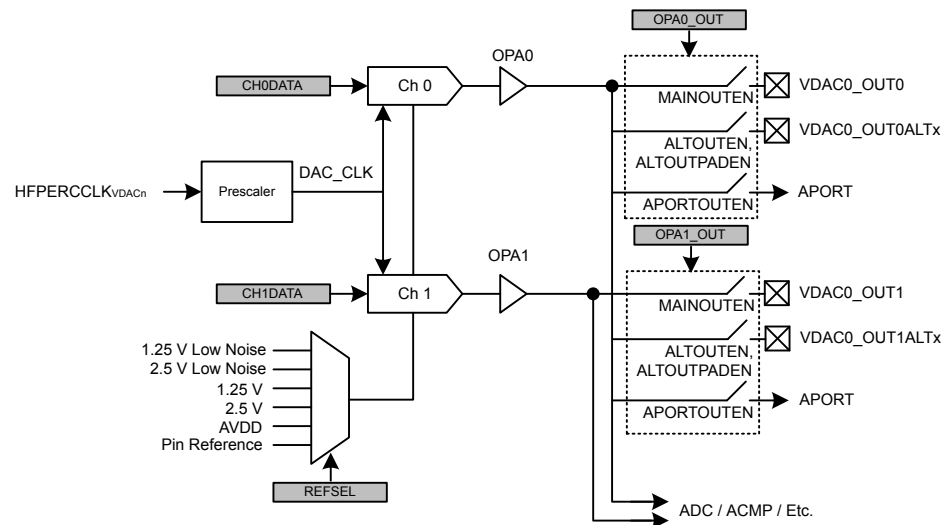 OPA0_OUT
OPA0
CH0DATA
Ch 0
MAINOUTEN
VDAC0_OUT0
ALTOUTEN,
ALTOUTPADEN
VDAC0_OUT0ALTx
HFPERCCLKVDACn
Prescaler
DAC_CLK
APORTOUTEN
APORT
OPA1_OUT
OPA1
CH1DATA
Ch 1
MAINOUTEN
VDAC0_OUT1
ALTOUTEN,
ALTOUTPADEN
VDAC0_OUT1ALTx
1.25 V Low Noise
2.5 V Low Noise
1.25 V
2.5 V
AVDD
Pin Reference
APORTOUTEN
APORT
REFSEL
ADC / ACMP / Etc.